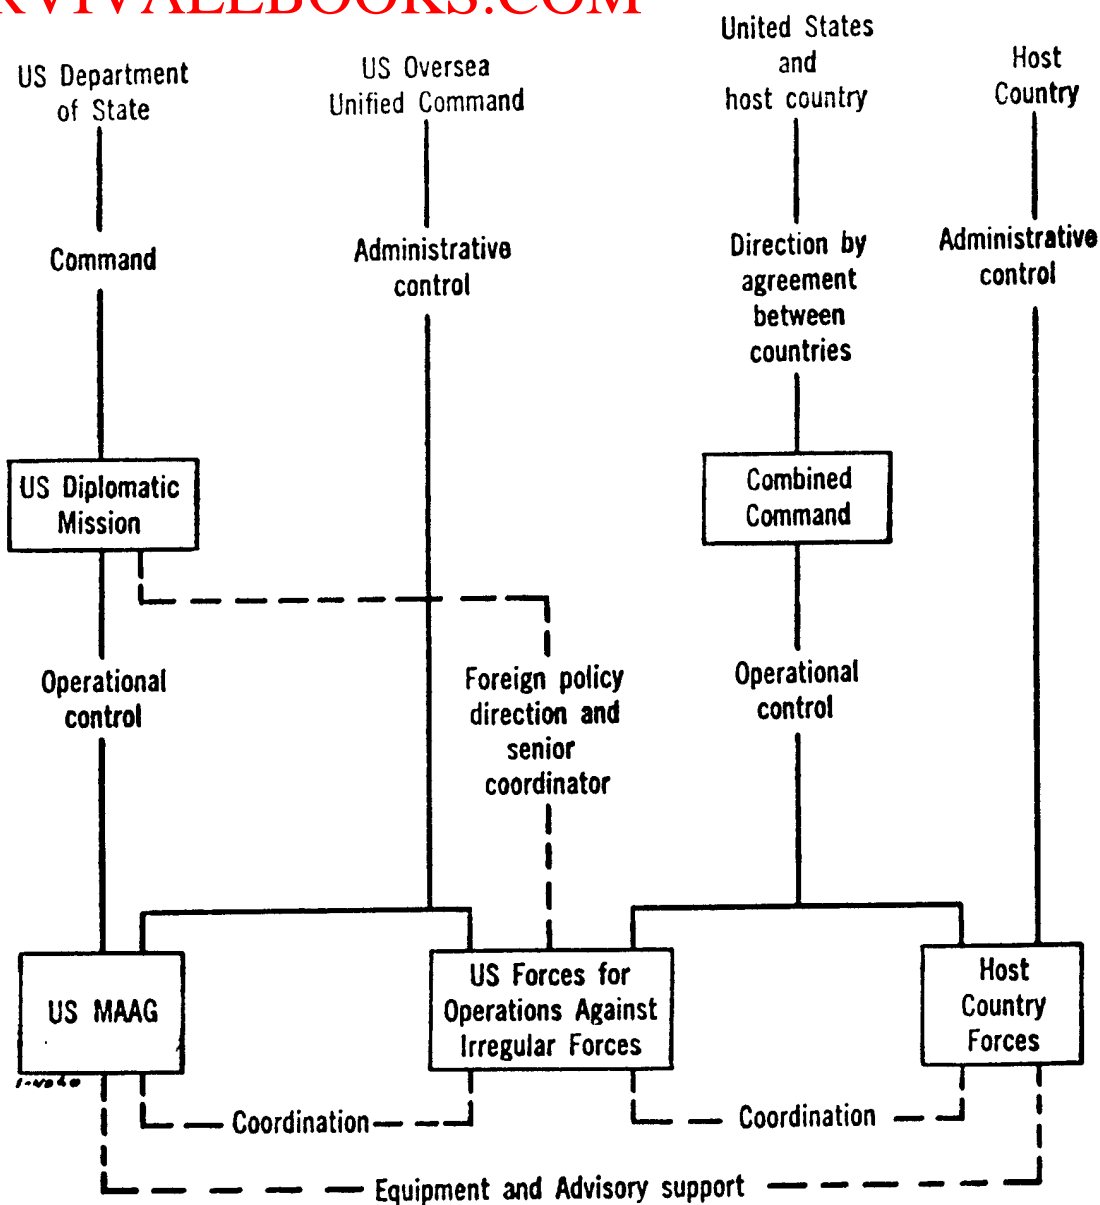 RVIVALEBOOKS.COM
US Department
of State
US Oversea
Unified Command
United States
and
host country
Host
Country
Command
Administrative
control
Direction by
agreement
between
countries
Administrative
control
US Diplomatic
Mission
Combined
Command
Operational
control
Foreign policy
direction and
senior
coordinator
Operational
control
US MAAG
US Forces for
Operations Against
Irregular Forces
Host
Country
Forces
Coordination
Coordination
Equipment and Advisory support